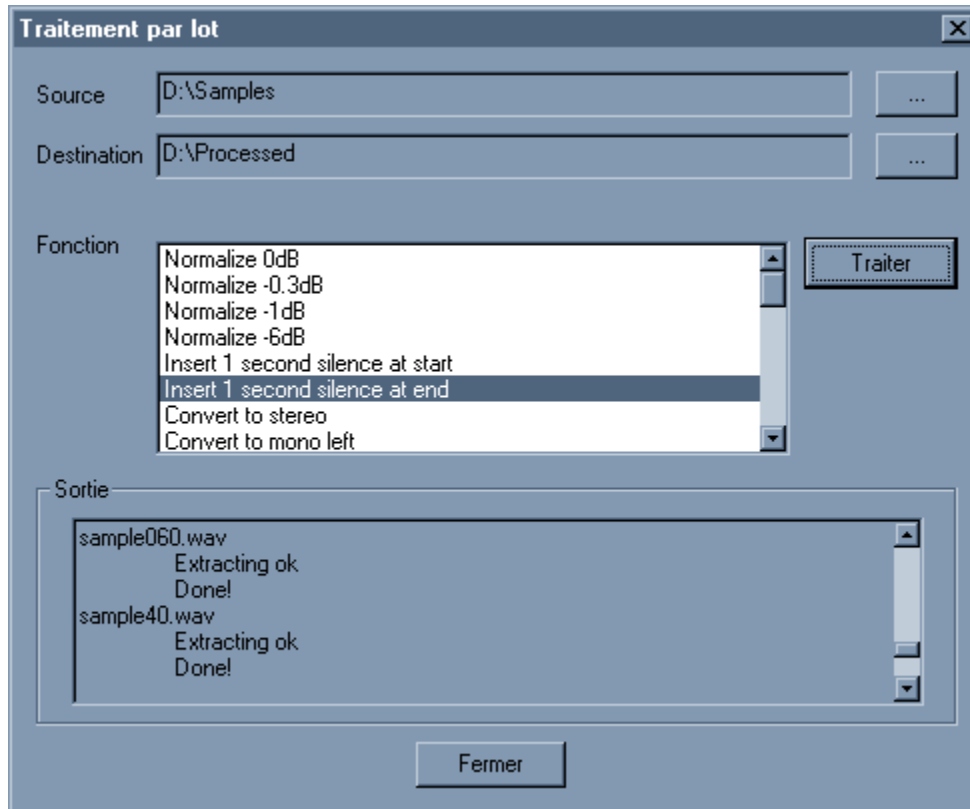 Traitement par lot
Source
D:\Samples
...
Destination
D:\Processed
...
Fonction
Normalize 0dB
Normalize -0.3dB
Normalize -1dB
Normalize -6dB
Insert 1 second silence at start
Insert 1 second silence at end
Convert to stereo
Convert to mono left
Traiter
Sortie
sample060.wav
Extracting ok
Done!
sample40.wav
Extracting ok
Done!
Fermer